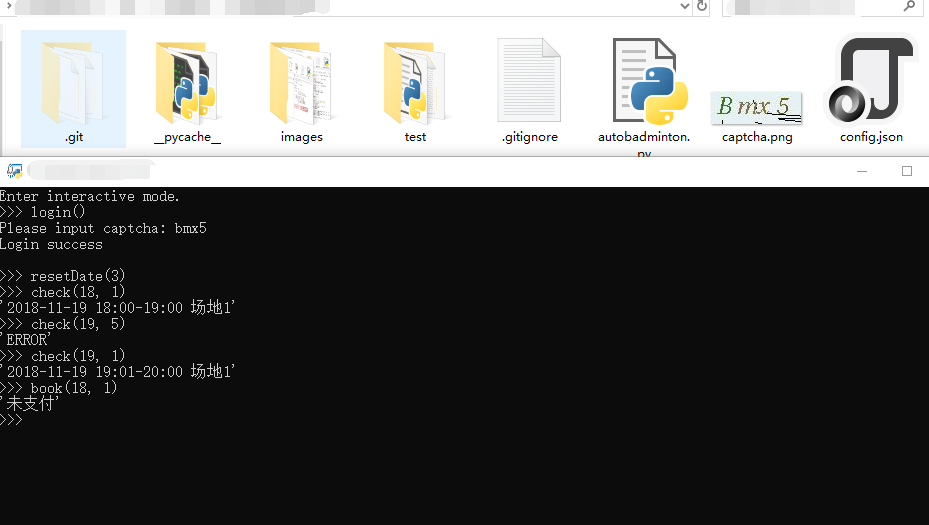 .git
__pycache__
images
test
.gitignore
autobadminton.
py
Bmx5
captcha.png
config.json
Enter interactive mode.
>>> login()
Please input captcha: bmx5
Login success
>>> resetDate(3)
>>> check(18, 1)
'2018-11-19 18:00-19:00 场地1'
>>> check(19, 5)
'ERROR'
>>> check(19, 1)
'2018-11-19 19:01-20:00 场地1'
>>> book(18, 1)
'未支付'
>>>